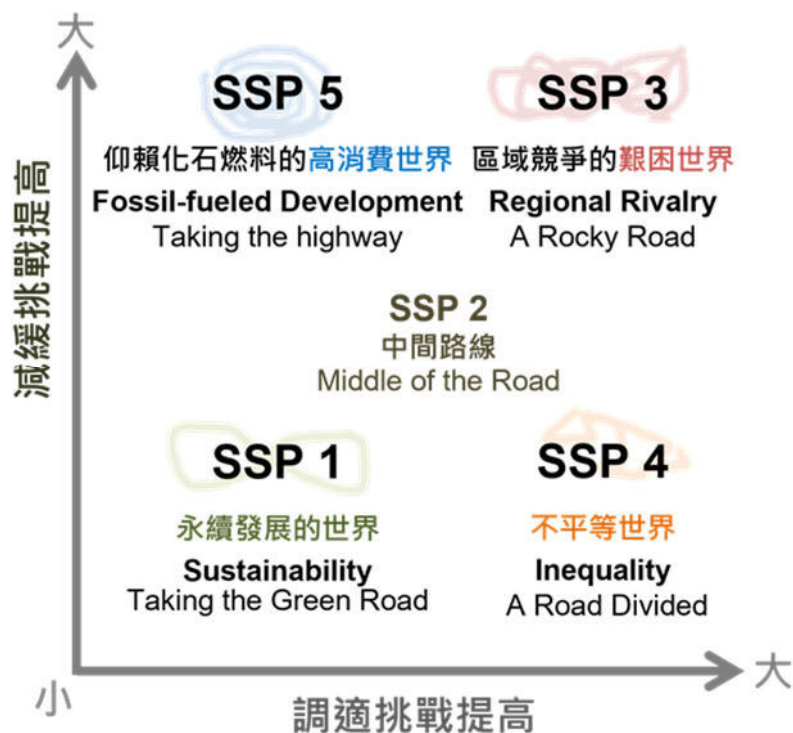 大
SSP 5
仰賴化石燃料的高消費世界
Fossil-fueled Development
Taking the highway
SSP 3
區域競爭的艱困世界
Regional Rivalry
A Rocky Road
減緩挑戰提高
SSP 2
中間路線
Middle of the Road
SSP 1
永續發展的世界
Sustainability
Taking the Green Road
SSP 4
不平等世界
Inequality
A Road Divided
小
調適挑戰提高
大